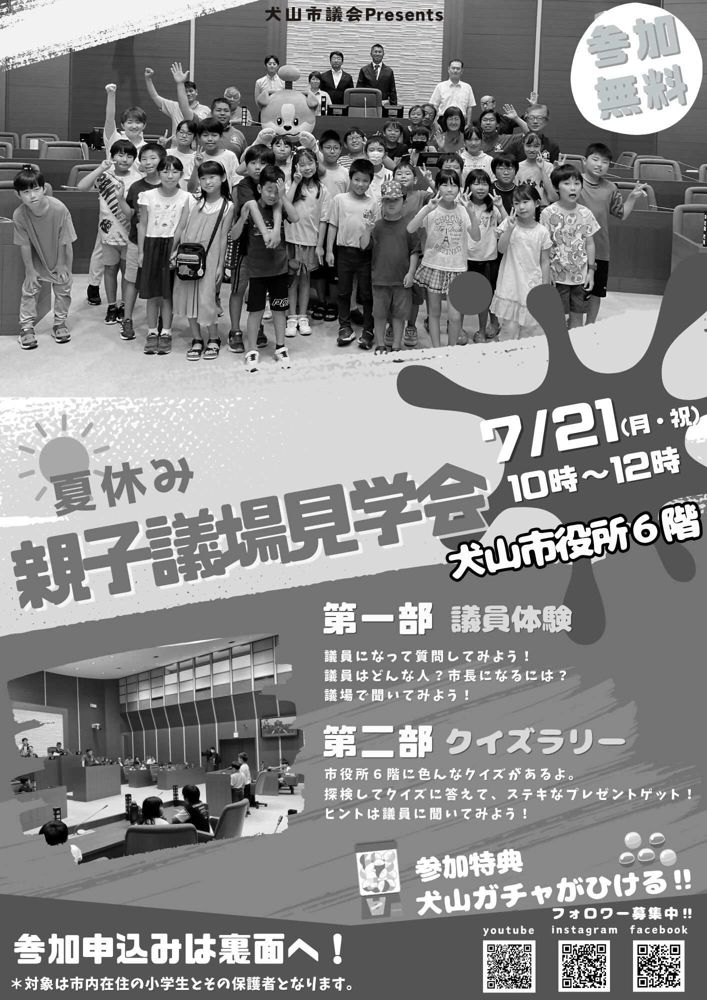 犬山市議会Presents
参加
無料
議長
LET'S PLAY
CHOOSE
To Decide
REFINED
7/21(月・祝)
10時～12時
犬山市役所6階
夏休み
親子議場見学会
第一部 議員体験
議員になって質問してみよう！
議員はどんな人？市長になるには？
議場で聞いてみよう！
第二部 クイズラリー
市役所６階に色んなクイズがあるよ。
探検してクイズに答えて、ステキなプレゼントゲット！
ヒントは議員に聞いてみよう！
参加特典
犬山ガチャがひける!!
フォロワー募集中!!
youtube instagram facebook
参加申込みは裏面へ！
＊対象は市内在住の小学生とその保護者となります。